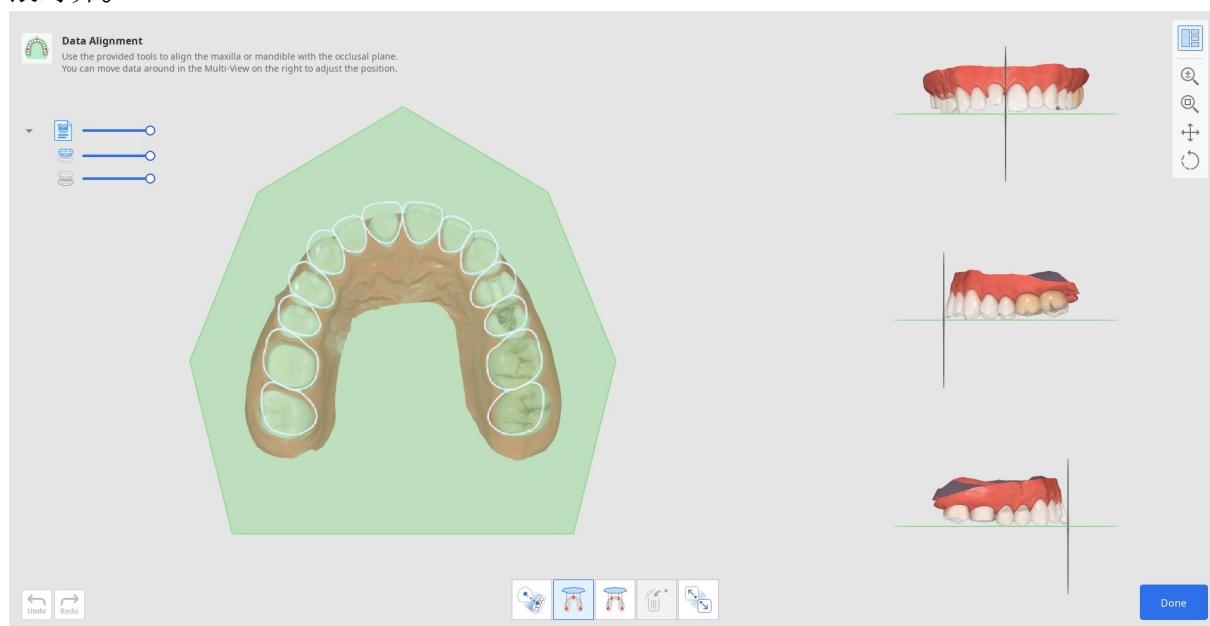 Data Alignment
Use the provided tools to align the maxilla or mandible with the occlusal plane.
You can move data around in the Multi-View on the right to adjust the position.
Undo
Redo
Done